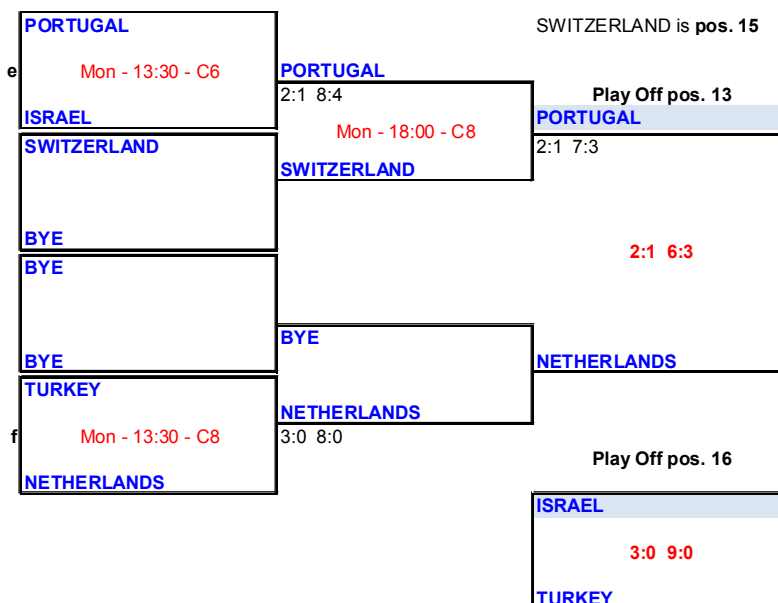 PORTUGAL
SWITZERLAND is pos. 15
e
Mon - 13:30 - C6
PORTUGAL
2:1 8:4
Play Off pos. 13
ISRAEL
PORTUGAL
SWITZERLAND
Mon - 18:00 - C8
2:1 7:3
SWITZERLAND
BYE
2:1 6:3
BYE
BYE
BYE
NETHERLANDS
TURKEY
NETHERLANDS
f
Mon - 13:30 - C8
3:0 8:0
Play Off pos. 16
NETHERLANDS
ISRAEL
3:0 9:0
TURKEY